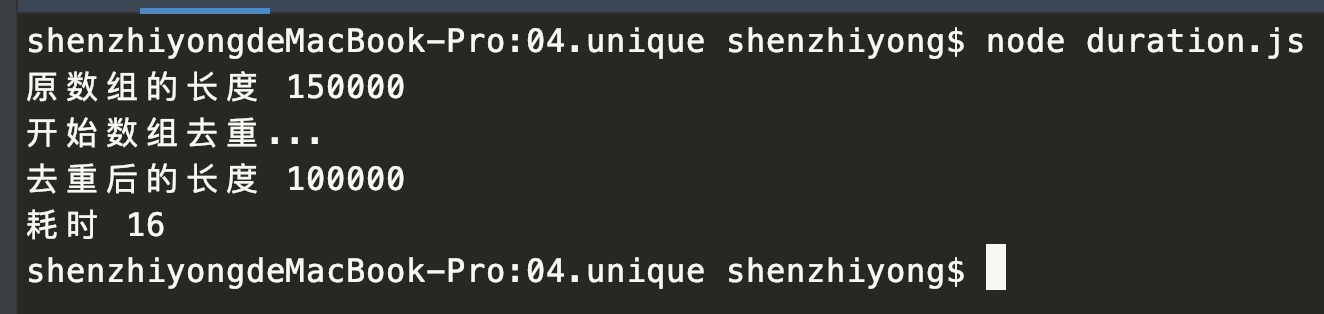 shenzhiyongdeMacBook-Pro:04.unique shenzhiyong$ node duration.js
原数组的长度 150000
开始数组去重...
去重后的长度 100000
耗时 16
shenzhiyongdeMacBook-Pro:04.unique shenzhiyong$